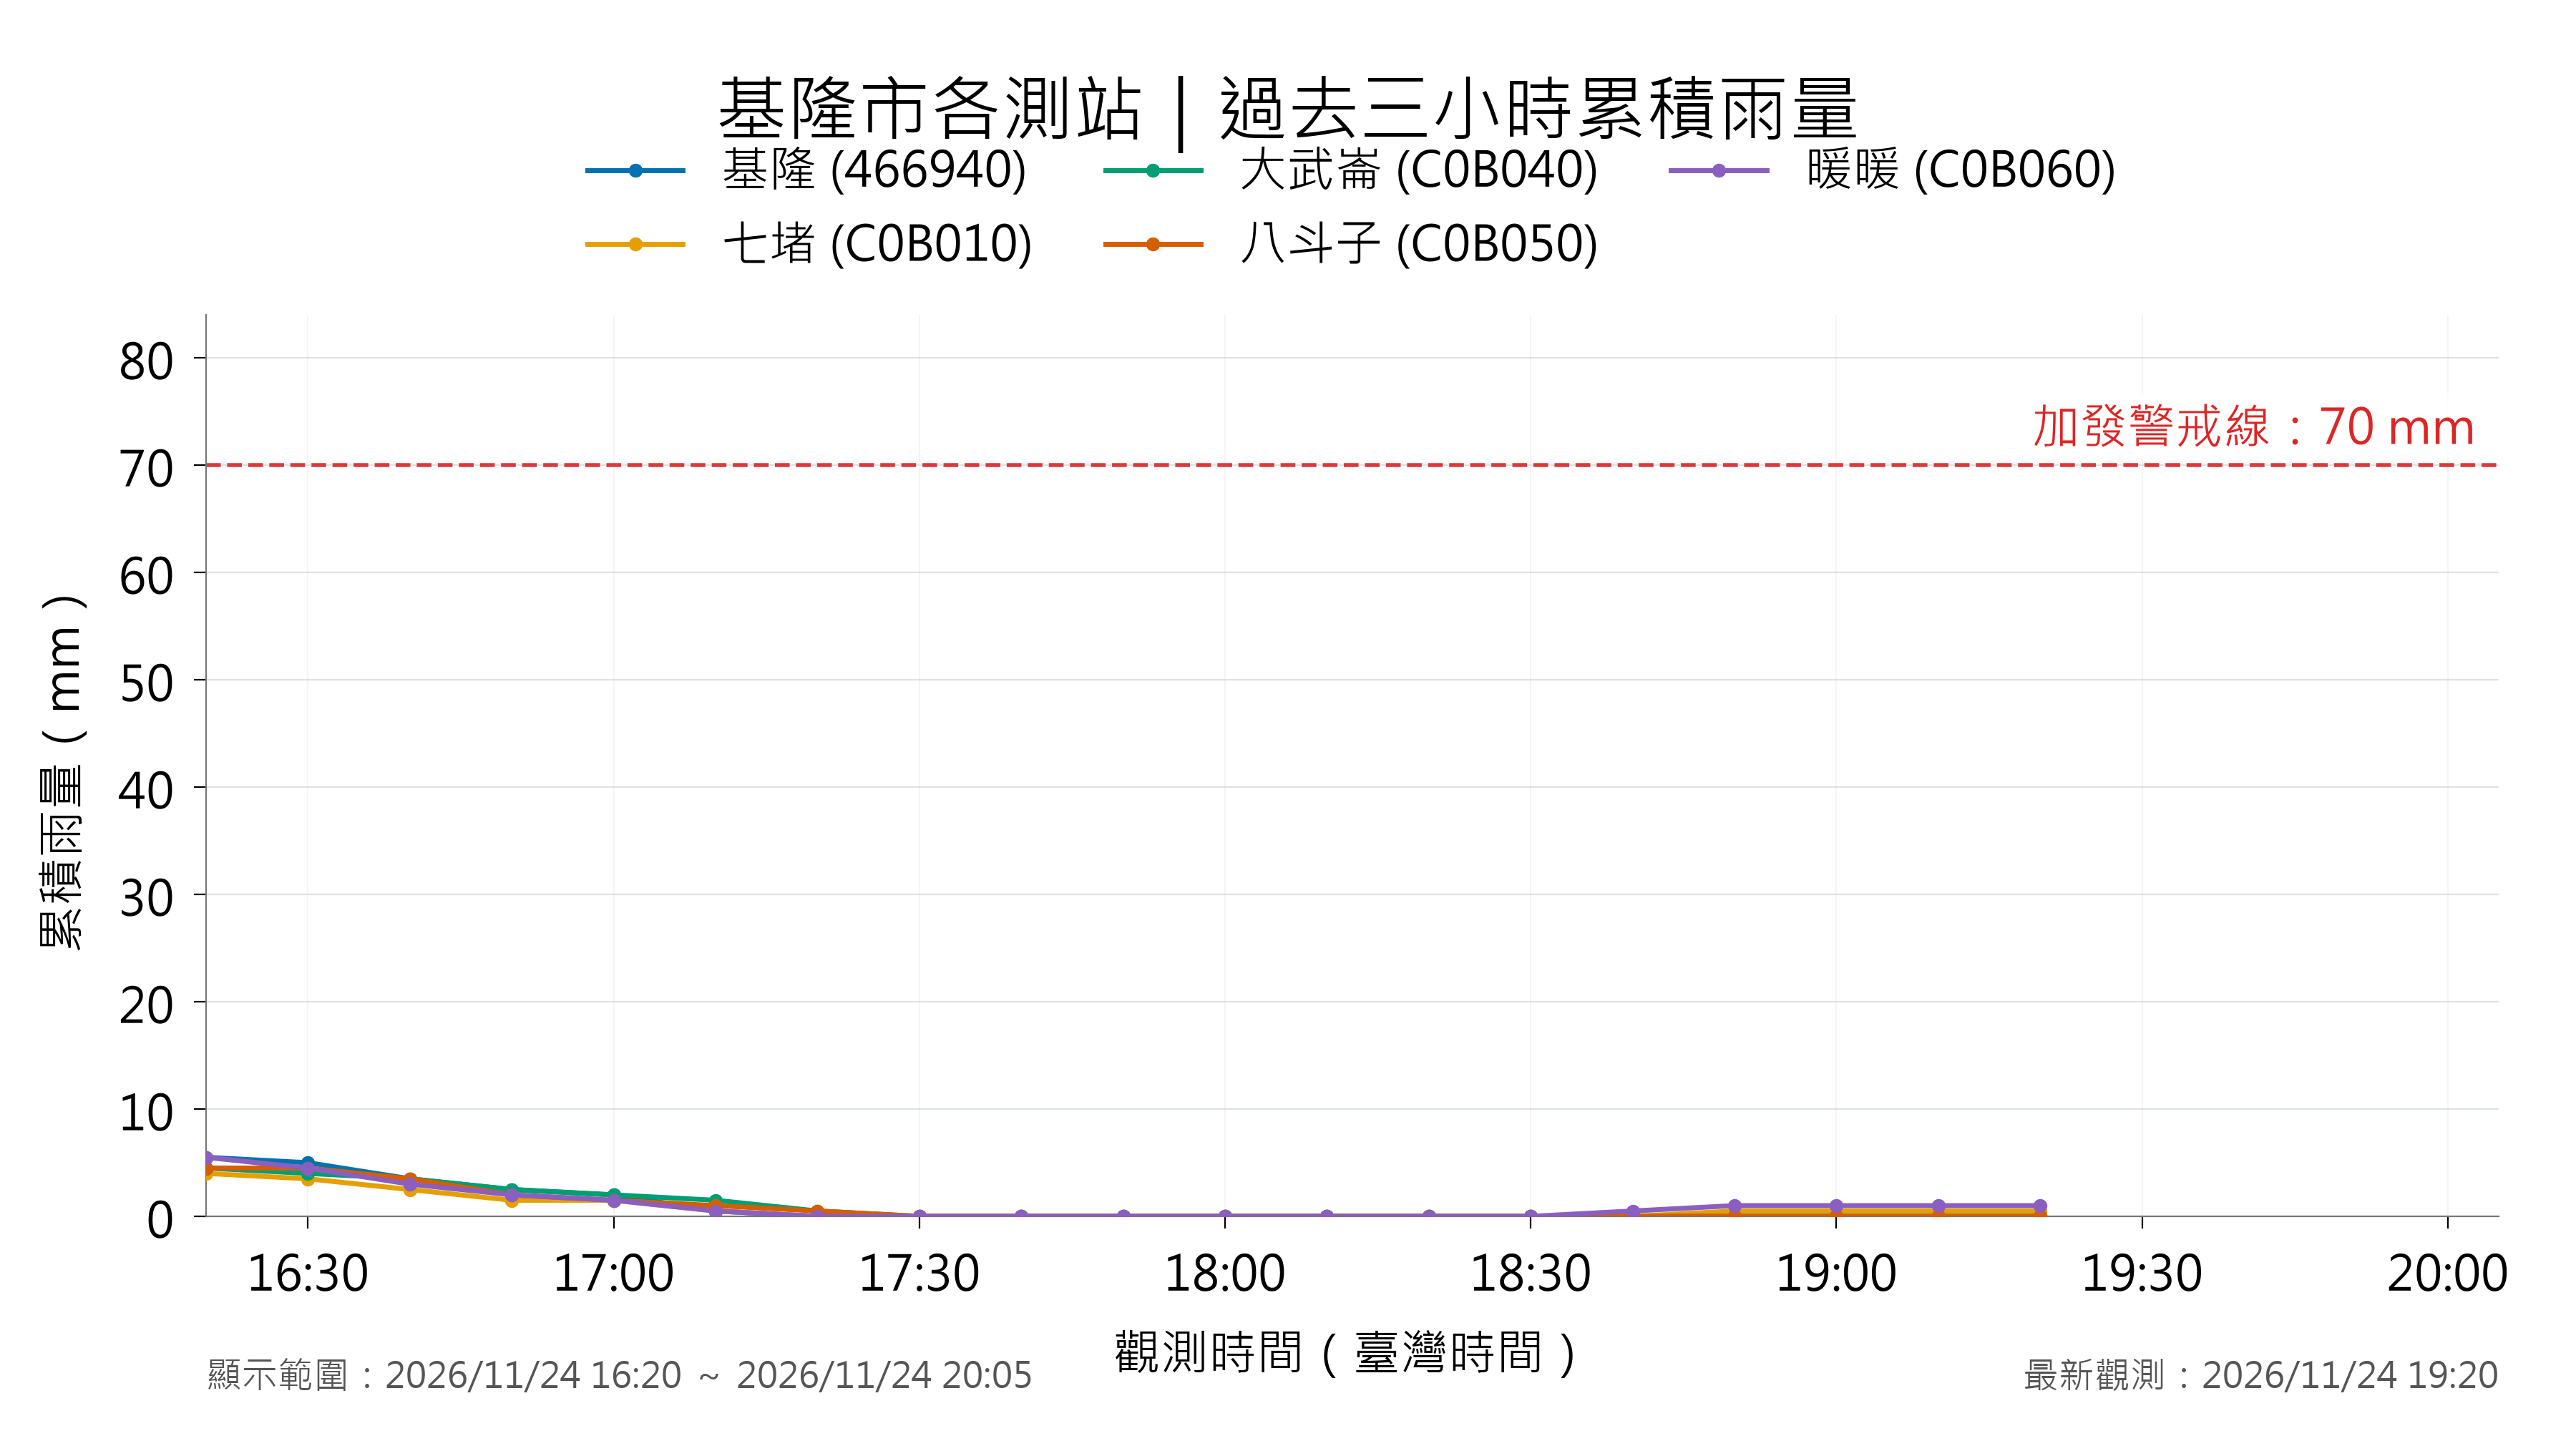 基隆市各測站｜過去三小時累積雨量
基隆 (466940)
七堵 (C0B010)
大武崙 (C0B040)
八斗子 (C0B050)
暖暖 (C0B060)
加發警戒線：70 mm
累積雨量（mm）
80
70
60
50
40
30
20
10
0
16:30 17:00 17:30 18:00 18:30 19:00 19:30 20:00
觀測時間（臺灣時間）
顯示範圍：2026/11/24 16:20 ~ 2026/11/24 20:05
最新觀測：2026/11/24 19:20